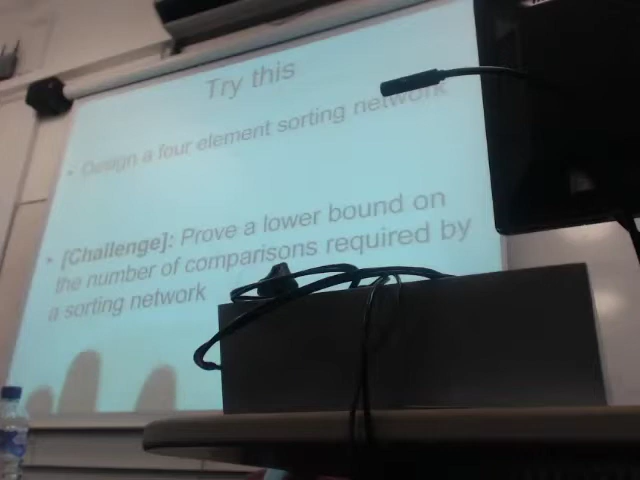 Try this
• Design a four element sorting network
• [Challenge]: Prove a lower bound on
the number of comparisons required by
a sorting network